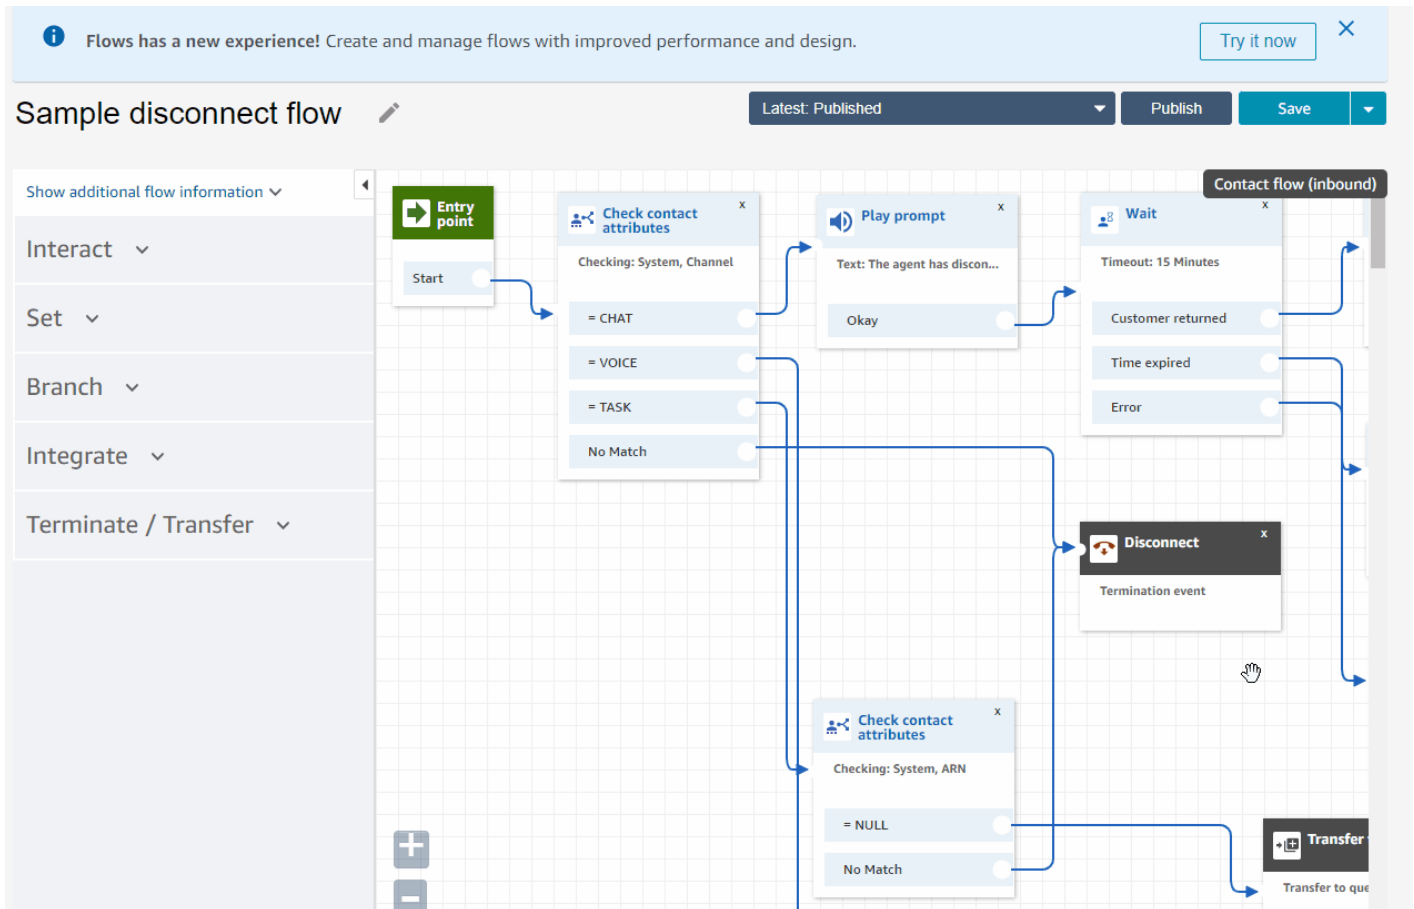 Flows has a new experience! Create and manage flows with improved performance and design.
Try it now
Sample disconnect flow
Latest: Published
Publish
Save
Show additional flow information
Contact flow (inbound)
Interact
Set
Branch
Integrate
Terminate / Transfer
Entry
point
Start
Check contact
attributes
x
Checking: System, Channel
= CHAT
= VOICE
= TASK
No Match
Play prompt
x
Text: The agent has discon...
Okay
Wait
x
Timeout: 15 Minutes
Customer returned
Time expired
Error
Disconnect
x
Termination event
Check contact
attributes
x
Checking: System, ARN
= NULL
No Match
Transfer
Transfer to que